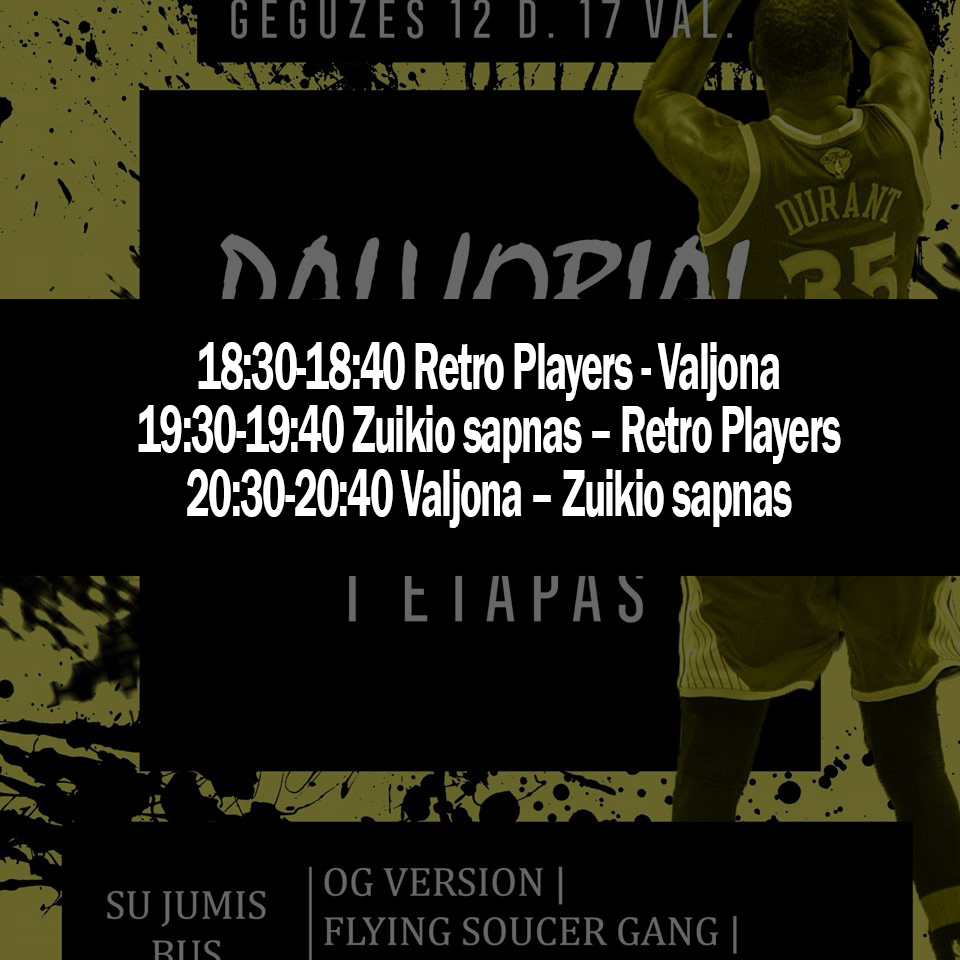 GEGUŽĖS 12 D. 17 VAL.
DURANT
35
18:30-18:40 Retro Players - Valjona
19:30-19:40 Zuikio sapnas – Retro Players
20:30-20:40 Valjona – Zuikio sapnas
I ETAPAS
SU JUMIS
BUS
|OG VERSION |
|FLYING SOUCER GANG |